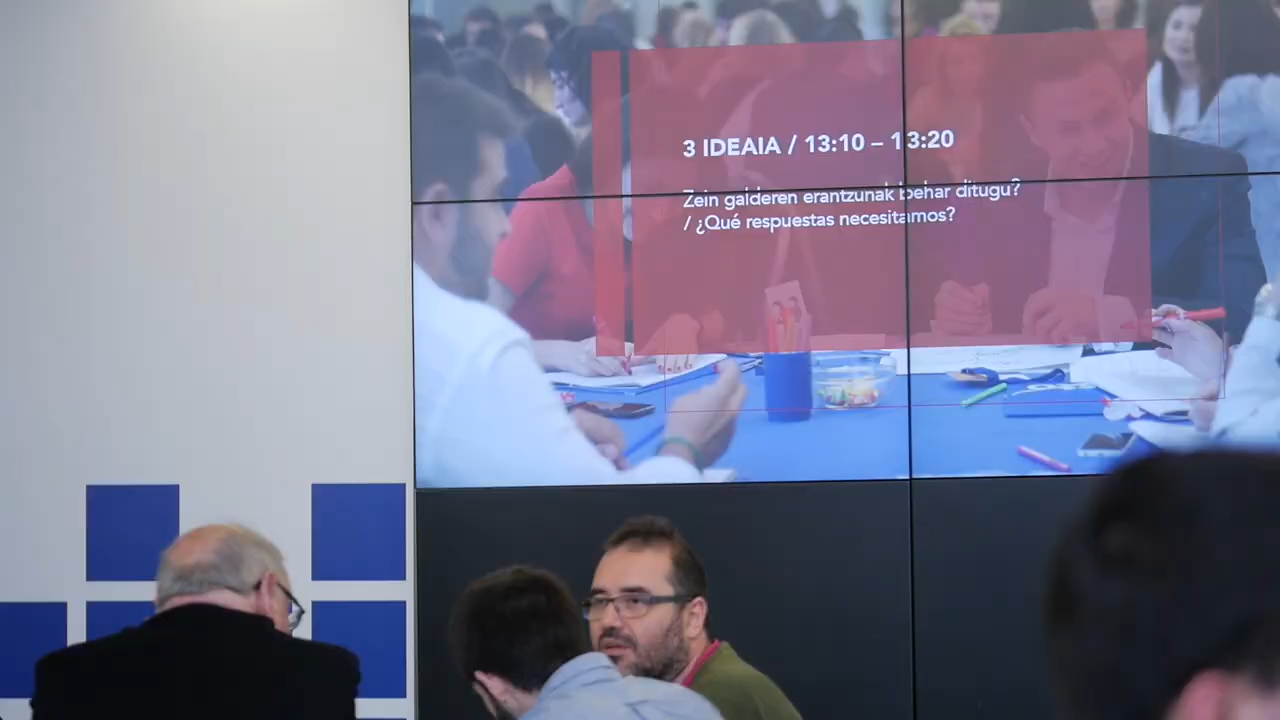 3 IDEAIA / 13:10 – 13:20
Zein galderen erantzunak behar ditugu?
/ ¿Qué respuestas necesitamos?